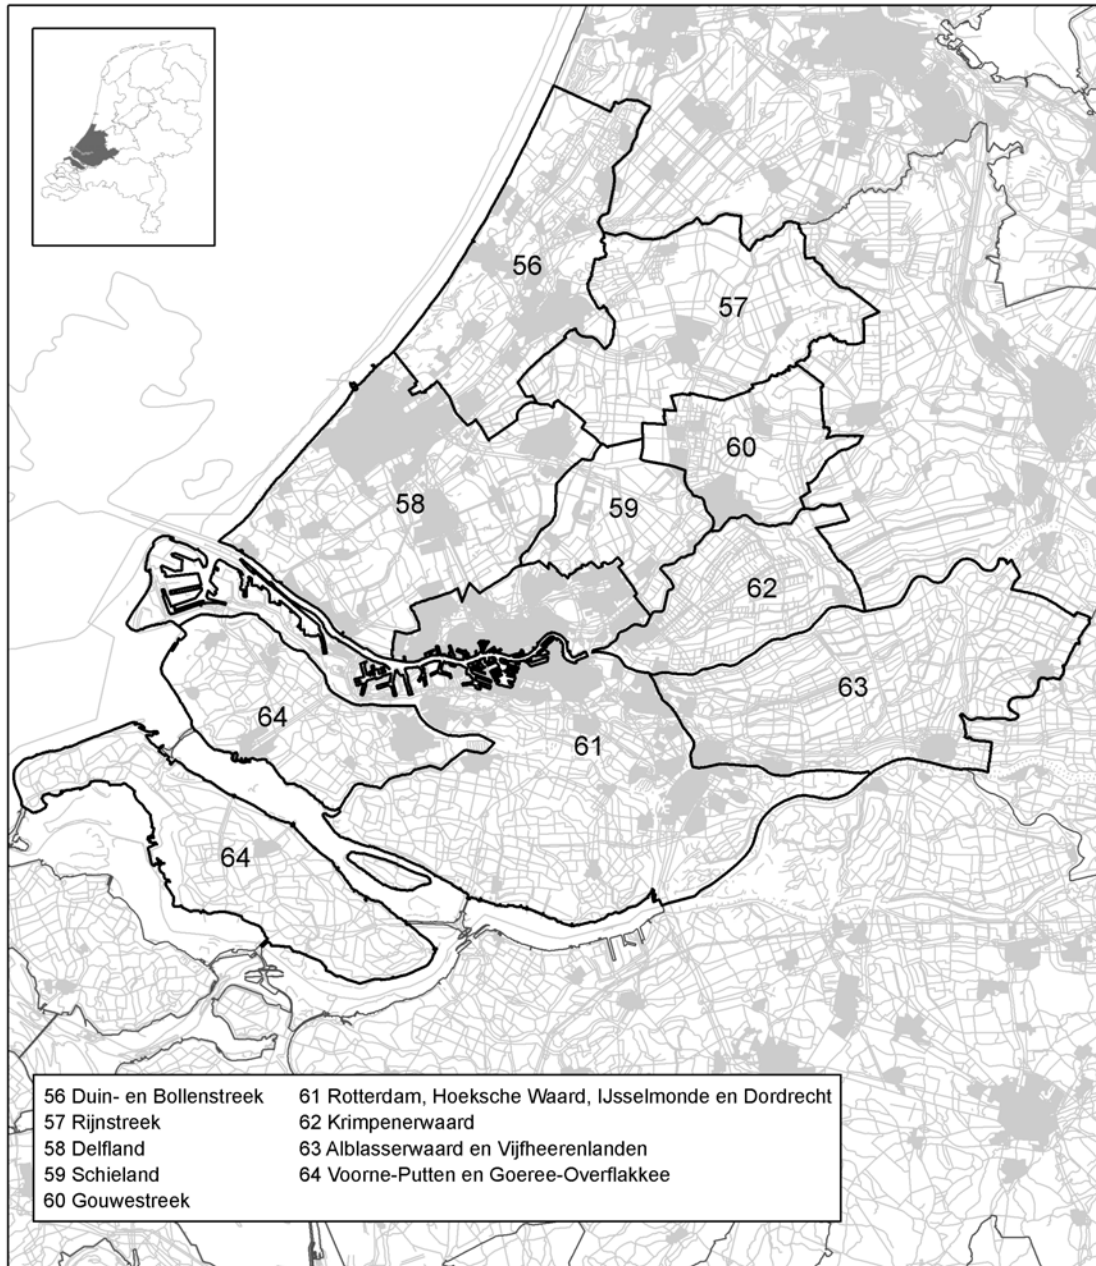 56
57
60
58
59
62
63
64
61
64
56 Duin- en Bollenstreek
57 Rijnstreek
58 Delfland
59 Schieland
60 Gouwestreek
61 Rotterdam, Hoeksche Waard, IJsselmonde en Dordrecht
62 Krimpenerwaard
63 Alblasserwaard en Vijfheerenlanden
64 Voorne-Putten en Goeree-Overflakkee